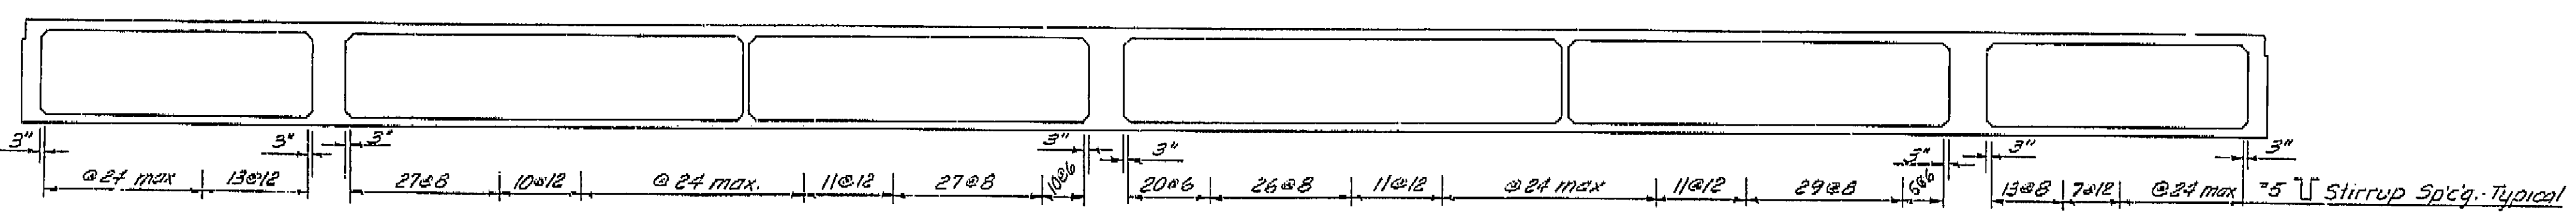 3" 3" 3" 3" 3" 3" 3" 3"
@24 max 13@12 27@8 10@12 @24 max. 11@12 27@8 10@6 20@6 26@8 11@12 @24 max 11@12 29@8 6@6 13@8 7@12 @24 max #5 Stirrup Sp'c'g. - Typical